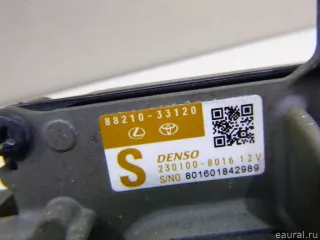 88210-33120
S DENSO
230100-8016 12V
S/NO 801601842989
© eaural.ru